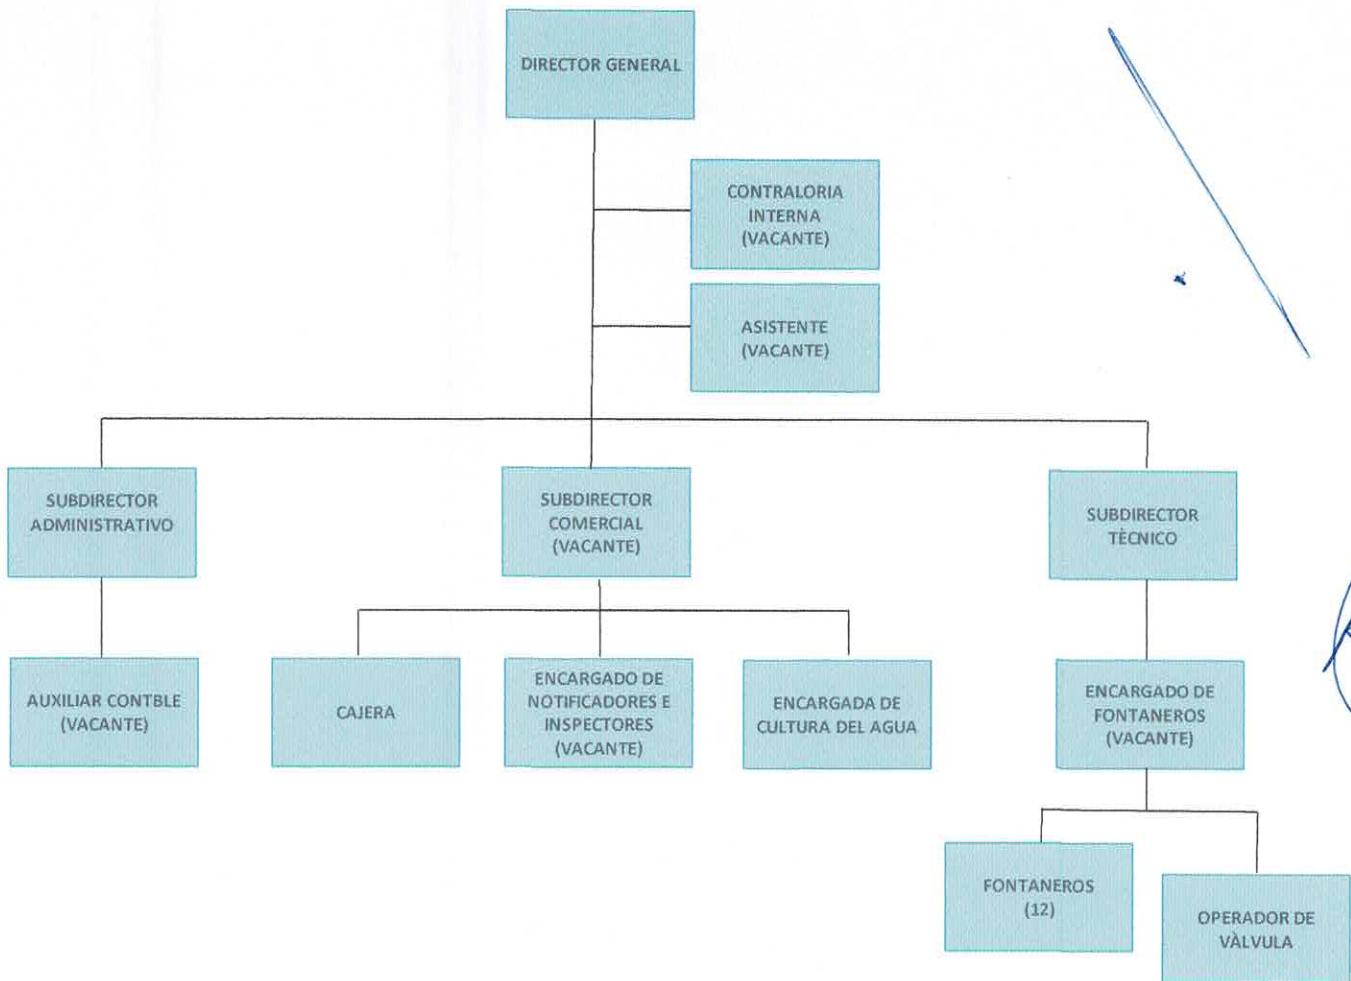 DIRECTOR GENERAL
CONTRALORIA
INTERNA
(VACANTE)
ASISTENTE
(VACANTE)
SUBDIRECTOR
ADMINISTRATIVO
SUBDIRECTOR
COMERCIAL
(VACANTE)
SUBDIRECTOR
TÈCNICO
AUXILIAR CONTBLE
(VACANTE)
CAJERA
ENCARGADO DE
NOTIFICADORES E
INSPECTORES
(VACANTE)
ENCARGADA DE
CULTURA DEL AGUA
ENCARGADO DE
FONTANEROS
(VACANTE)
FONTANEROS
(12)
OPERADOR DE
VÀLVULA